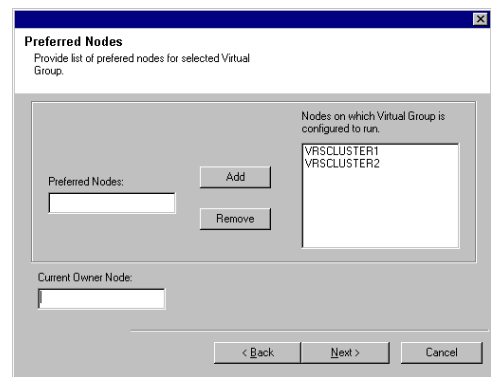 Preferred Nodes
Provide list of prefered nodes for selected Virtual
Group.
Nodes on which Virtual Group is
configured to run.
VRSCLUSTER1
VRSCLUSTER2
Preferred Nodes:
Add
Remove
Current Owner Node:
< Back
Next >
Cancel